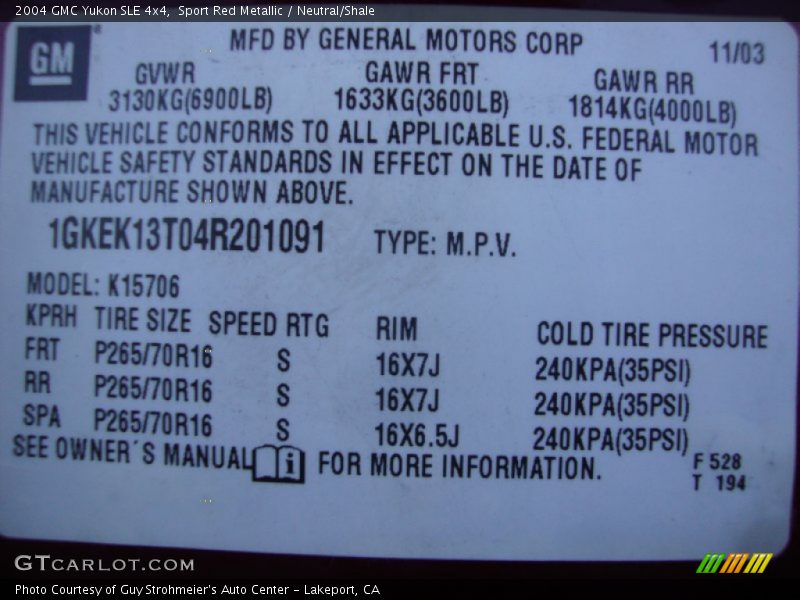 2004 GMC Yukon SLE 4x4,  Sport Red Metallic / Neutral/Shale
GM
MFD BY GENERAL MOTORS CORP
11/03
GVWR GAWR FRT GAWR RR
3130KG(6900LB) 1633KG(3600LB) 1814KG(4000LB)
THIS VEHICLE CONFORMS TO ALL APPLICABLE U.S. FEDERAL MOTOR
VEHICLE SAFETY STANDARDS IN EFFECT ON THE DATE OF
MANUFACTURE SHOWN ABOVE.
1GKEK13T04R201091 TYPE: M.P.V.
MODEL: K15706
KPRH TIRE SIZE SPEED RTG RIM COLD TIRE PRESSURE
FRT P265/70R16 S 16X7J 240KPA(35PSI)
RR P265/70R16 S 16X7J 240KPA(35PSI)
SPA P265/70R16 S 16X6.5J 240KPA(35PSI)
SEE OWNER'S MANUAL i FOR MORE INFORMATION.
F 528
T 194
GTCARLOT.COM
Photo Courtesy of Guy Strohmeier's Auto Center - Lakeport, CA